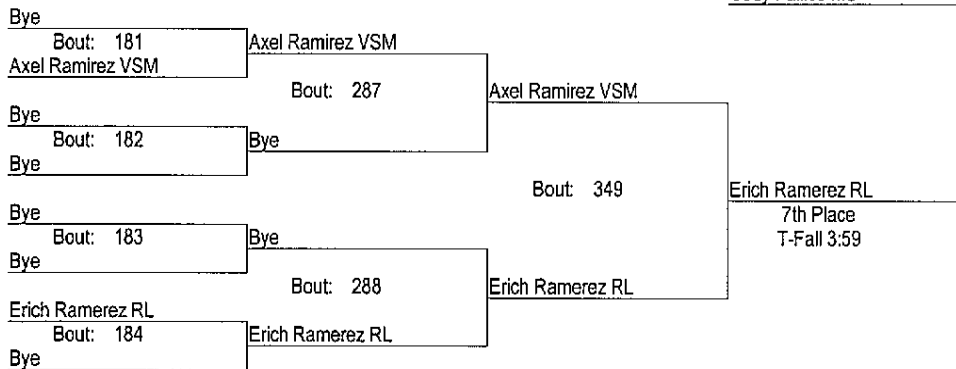 Bye
Bout: 181
Axel Ramirez VSM
Axel Ramirez VSM
Bout: 287
Axel Ramirez VSM
Bye
Bout: 182
Bye
Bye
Bout: 349
Erich Ramerez RL
7th Place
T-Fall 3:59
Bye
Bout: 183
Bye
Bye
Bout: 288
Erich Ramerez RL
Erich Ramerez RL
Bout: 184
Erich Ramerez RL
Bye